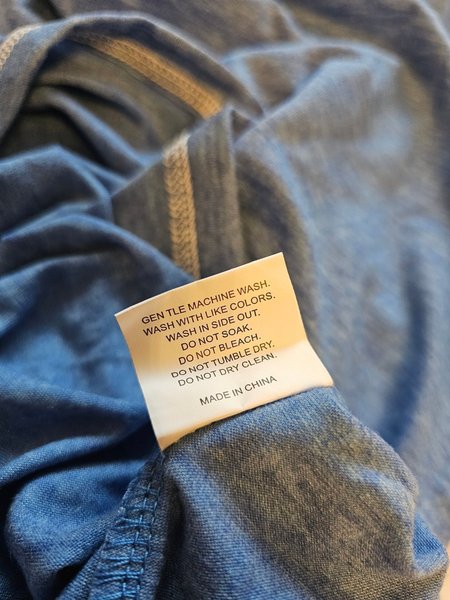 GEN TLE MACHINE WASH.
WASH WITH LIKE COLORS.
WASH IN SIDE OUT.
DO NOT SOAK.
DO NOT BLEACH.
DO NOT TUMBLE DRY.
DO NOT DRY CLEAN.
MADE IN CHINA